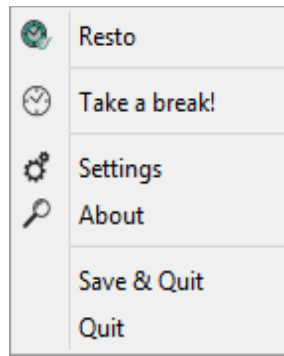 Resto
Take a break!
Settings
About
Save & Quit
Quit